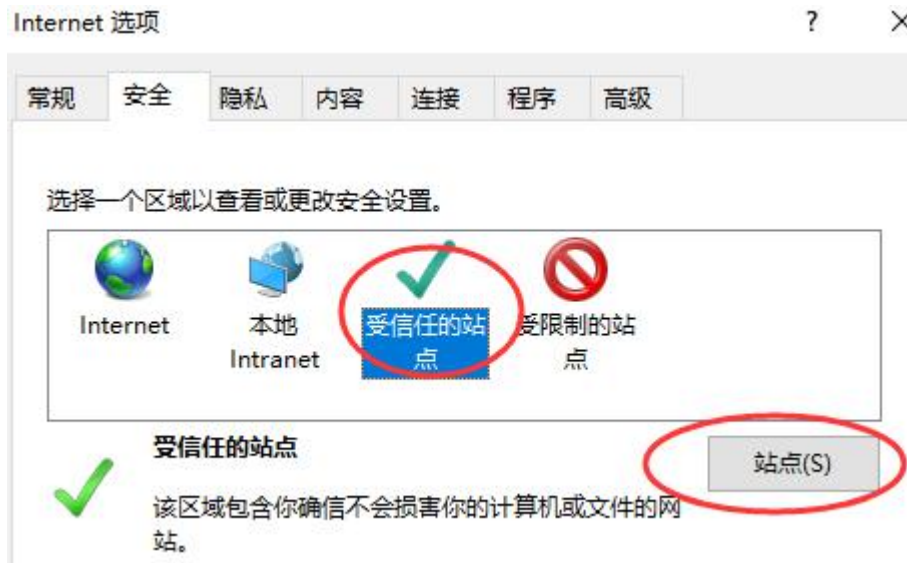 Internet 选项 ?
常规 安全 隐私 内容 连接 程序 高级
选择一个区域以查看或更改安全设置。
Internet 本地 受信任的站 受限制的站
Intranet 点 点
受信任的站点
站点(S)
该区域包含你确信不会损害你的计算机或文件的网
站。